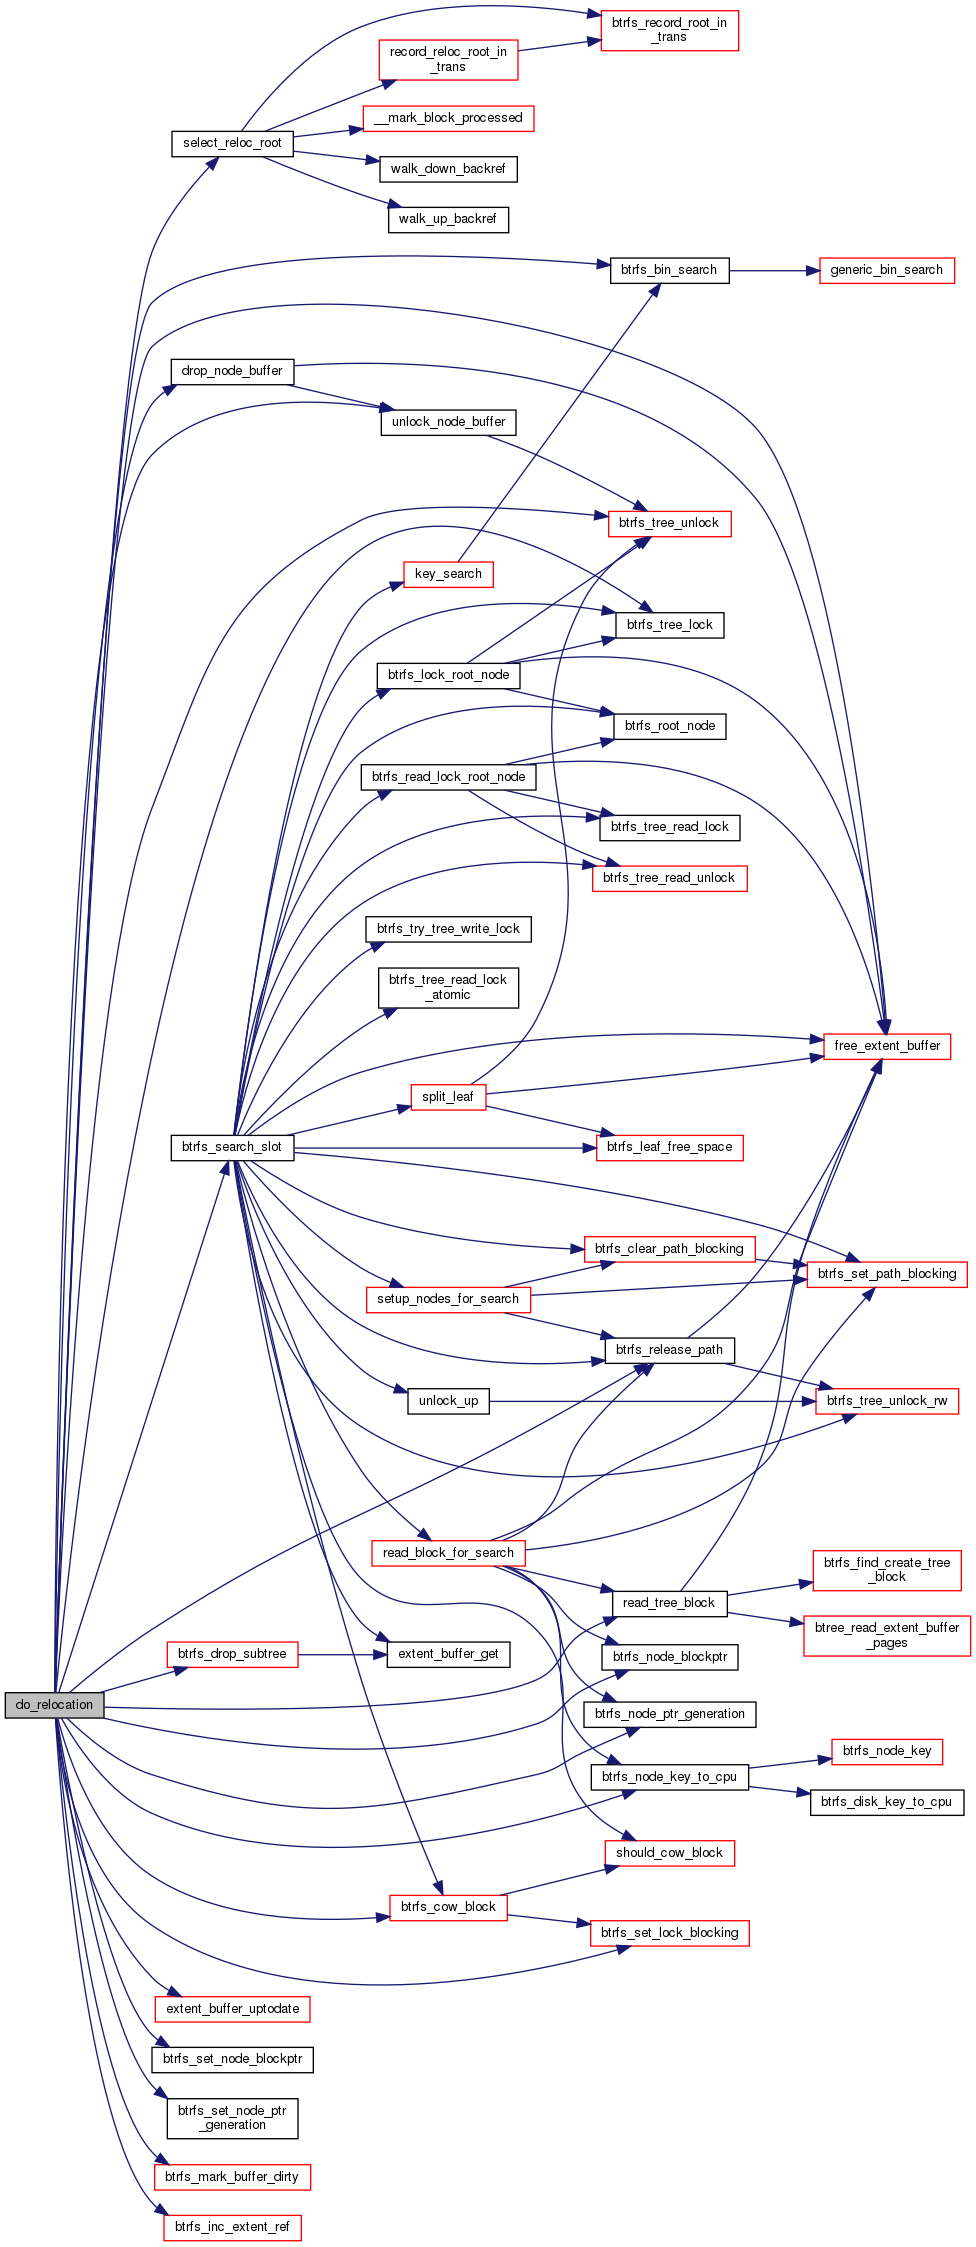 btrfs_record_root_in
_trans
record_reloc_root_in
_trans
__mark_block_processed
select_reloc_root
walk_down_backref
walk_up_backref
btrfs_bin_search
generic_bin_search
drop_node_buffer
unlock_node_buffer
btrfs_tree_unlock
key_search
btrfs_tree_lock
btrfs_lock_root_node
btrfs_root_node
btrfs_read_lock_root_node
btrfs_tree_read_lock
btrfs_tree_read_unlock
btrfs_try_tree_write_lock
btrfs_tree_read_lock
_atomic
free_extent_buffer
split_leaf
btrfs_search_slot
btrfs_leaf_free_space
btrfs_clear_path_blocking
btrfs_set_path_blocking
setup_nodes_for_search
btrfs_release_path
unlock_up
btrfs_tree_unlock_rw
read_block_for_search
btrfs_find_create_tree
_block
read_tree_block
btree_read_extent_buffer
_pages
btrfs_drop_subtree
extent_buffer_get
btrfs_node_blockptr
do_relocation
btrfs_node_ptr_generation
btrfs_node_key
btrfs_node_key_to_cpu
btrfs_disk_key_to_cpu
should_cow_block
btrfs_cow_block
btrfs_set_lock_blocking
extent_buffer_uptodate
btrfs_set_node_blockptr
btrfs_set_node_ptr
_generation
btrfs_mark_buffer_dirty
btrfs_inc_extent_ref